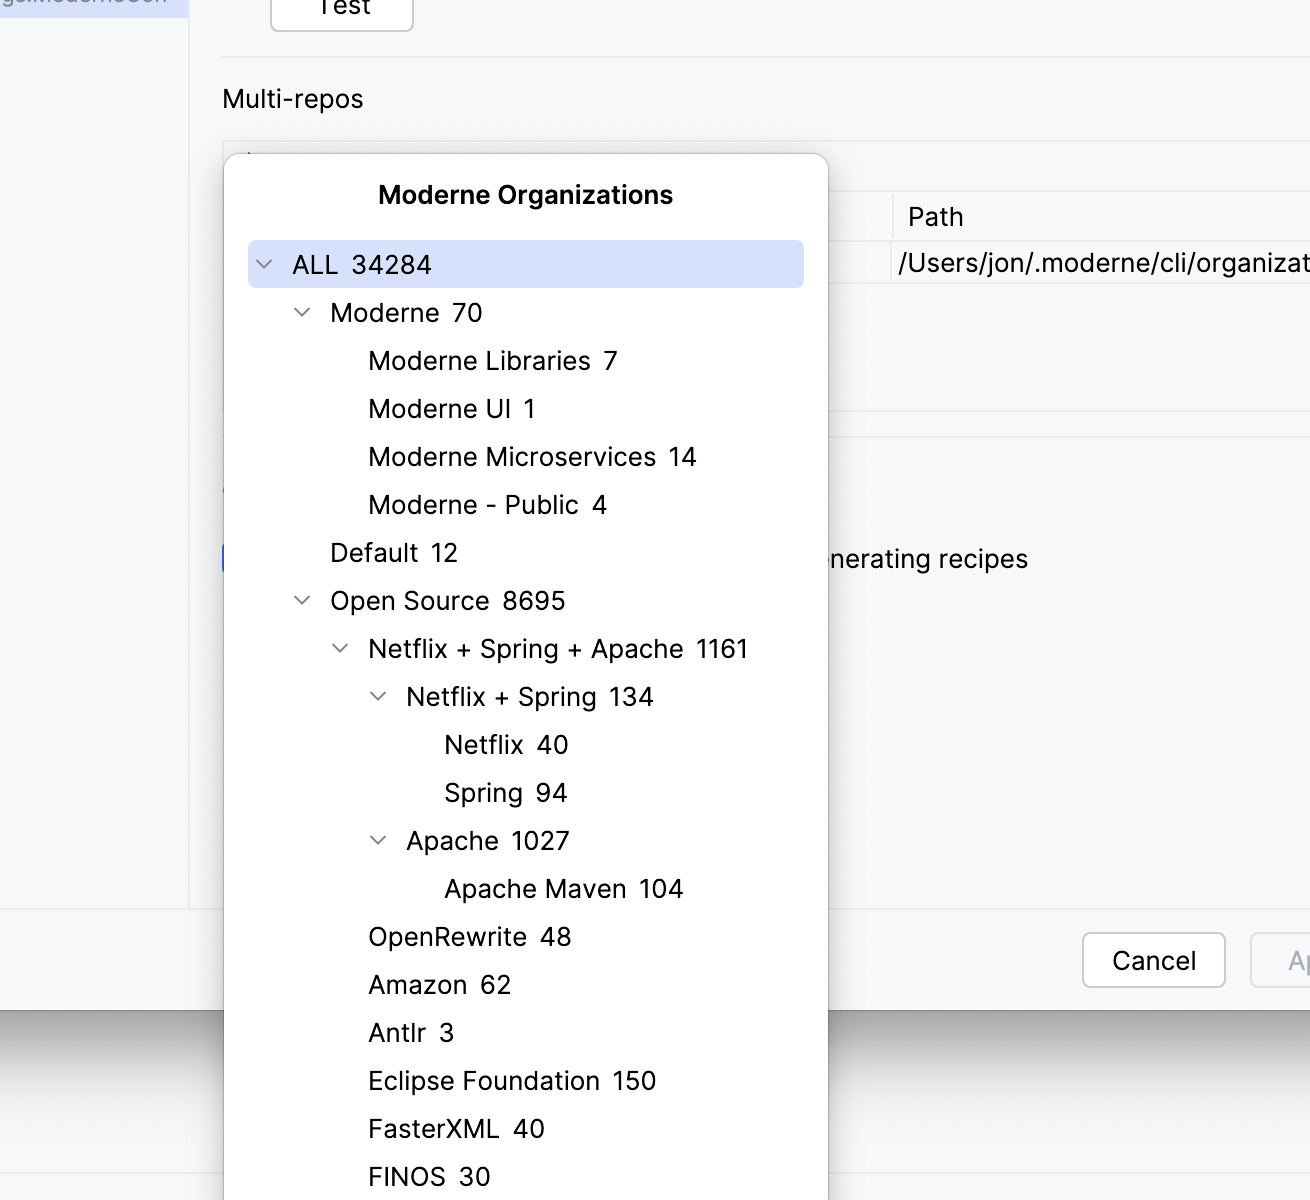 Test
Multi-repos
Moderne Organizations
Path
ALL 34284
/Users/jon/.moderne/cli/organizat
Moderne 70
Moderne Libraries 7
Moderne UI 1
Moderne Microservices 14
Moderne - Public 4
Default 12
nerating recipes
Open Source 8695
Netflix + Spring + Apache 1161
Netflix + Spring 134
Netflix 40
Spring 94
Apache 1027
Apache Maven 104
OpenRewrite 48
Cancel
Ap
Amazon 62
Antlr 3
Eclipse Foundation 150
FasterXML 40
FINOS 30